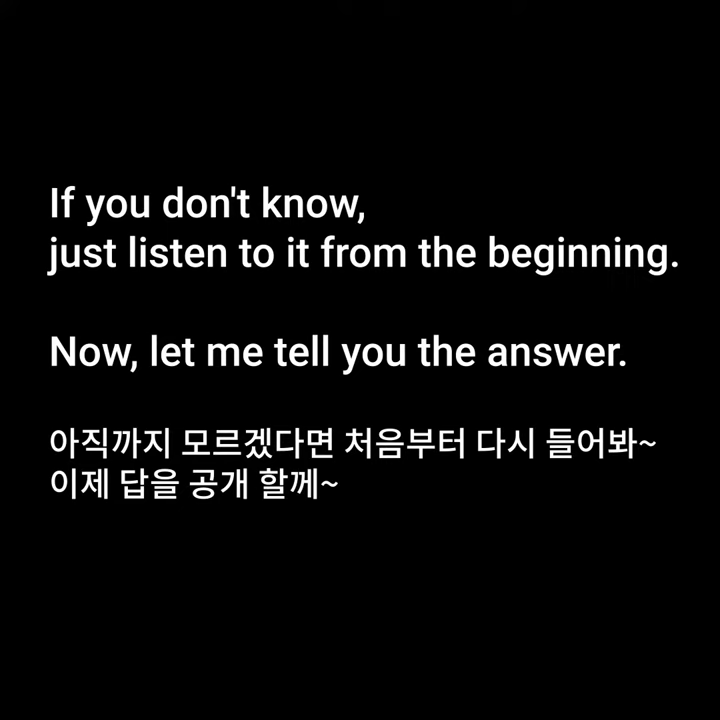 If you don't know,
just listen to it from the beginning.
Now, let me tell you the answer.
아직까지 모르겠다면 처음부터 다시 들어봐~
이제 답을 공개 할께~